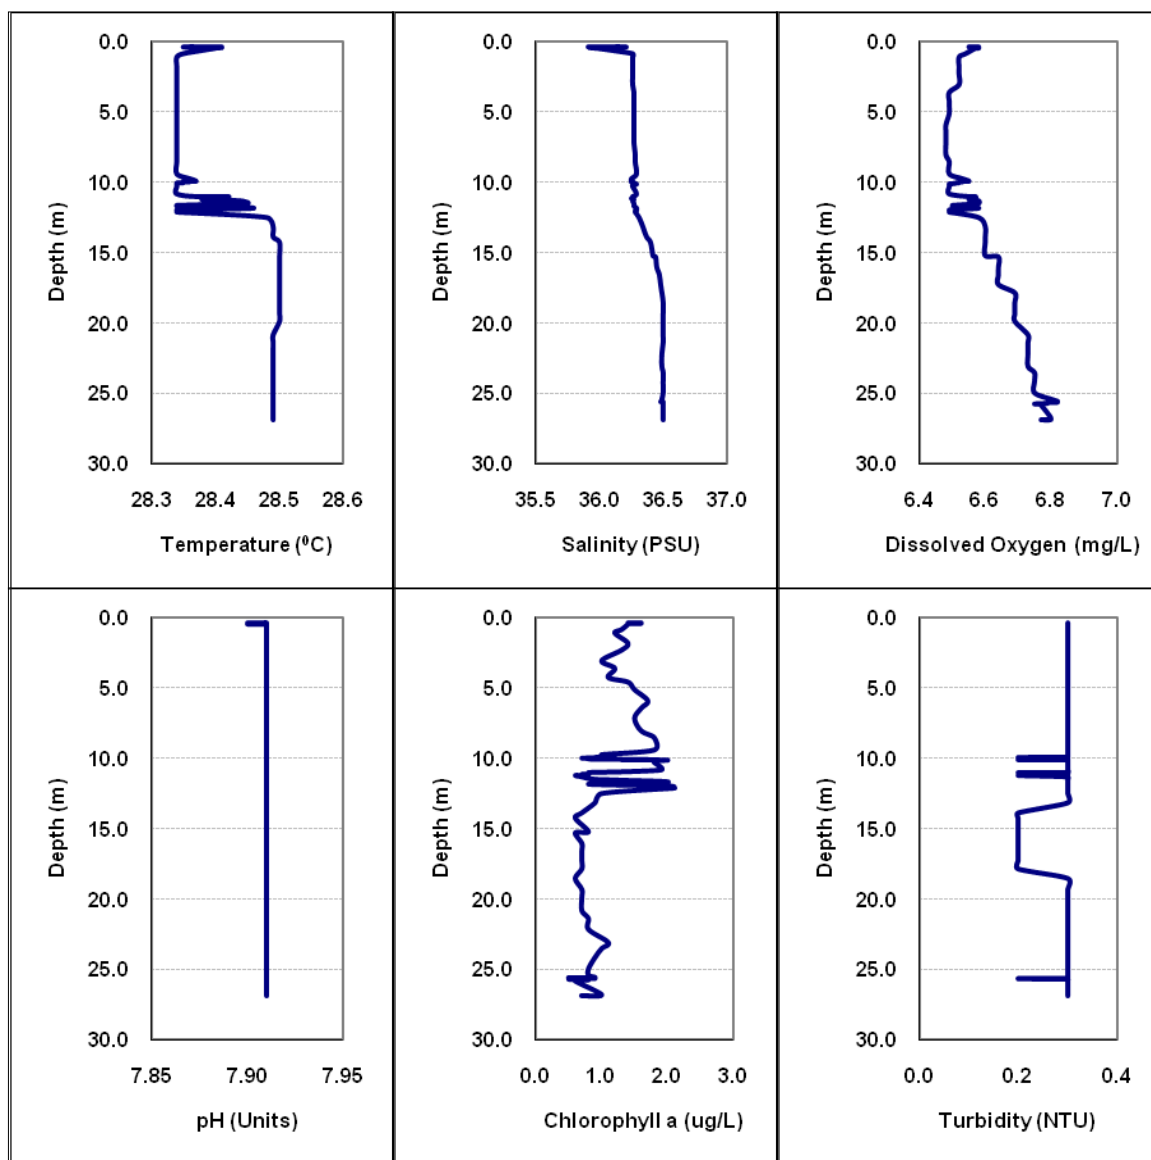 0.0
5.0
10.0
15.0
20.0
25.0
30.0
Depth (m)
28.3 28.4 28.5 28.6
Temperature (⁰C)
0.0
5.0
10.0
15.0
20.0
25.0
30.0
Depth (m)
35.5 36.0 36.5 37.0
Salinity (PSU)
0.0
5.0
10.0
15.0
20.0
25.0
30.0
Depth (m)
6.4 6.6 6.8 7.0
Dissolved Oxygen (mg/L)
0.0
5.0
10.0
15.0
20.0
25.0
30.0
Depth (m)
7.85 7.90 7.95
pH (Units)
0.0
5.0
10.0
15.0
20.0
25.0
30.0
Depth (m)
0.0 1.0 2.0 3.0
Chlorophyll a (ug/L)
0.0
5.0
10.0
15.0
20.0
25.0
30.0
Depth (m)
0.0 0.2 0.4
Turbidity (NTU)